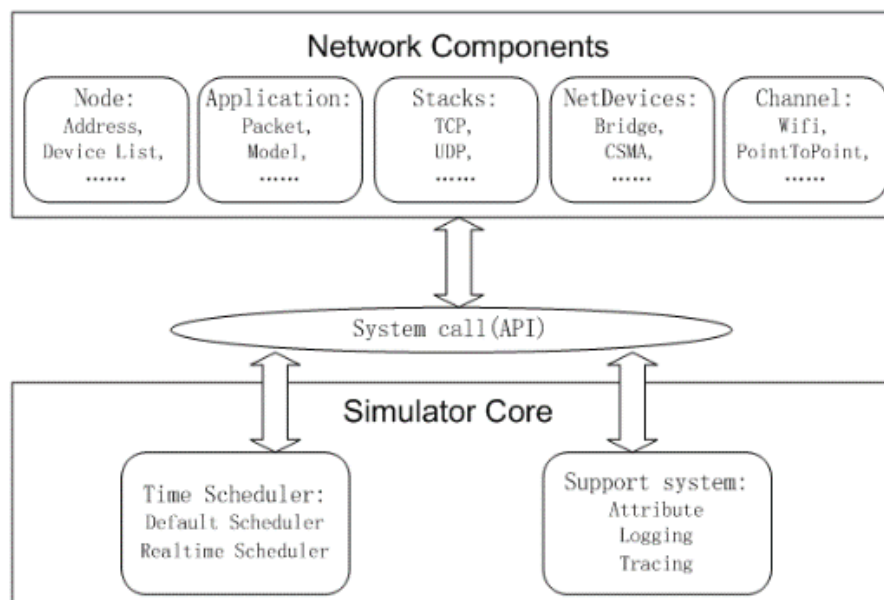 Network Components
Node:
Address,
Device List,
······
Application:
Packet,
Model,
······
Stacks:
TCP,
UDP,
······
NetDevices:
Bridge,
CSMA,
······
Channel:
Wifi,
PointToPoint,
······
System call(API)
Simulator Core
Time Scheduler:
Default Scheduler
Realtime Scheduler
Support system:
Attribute
Logging
Tracing